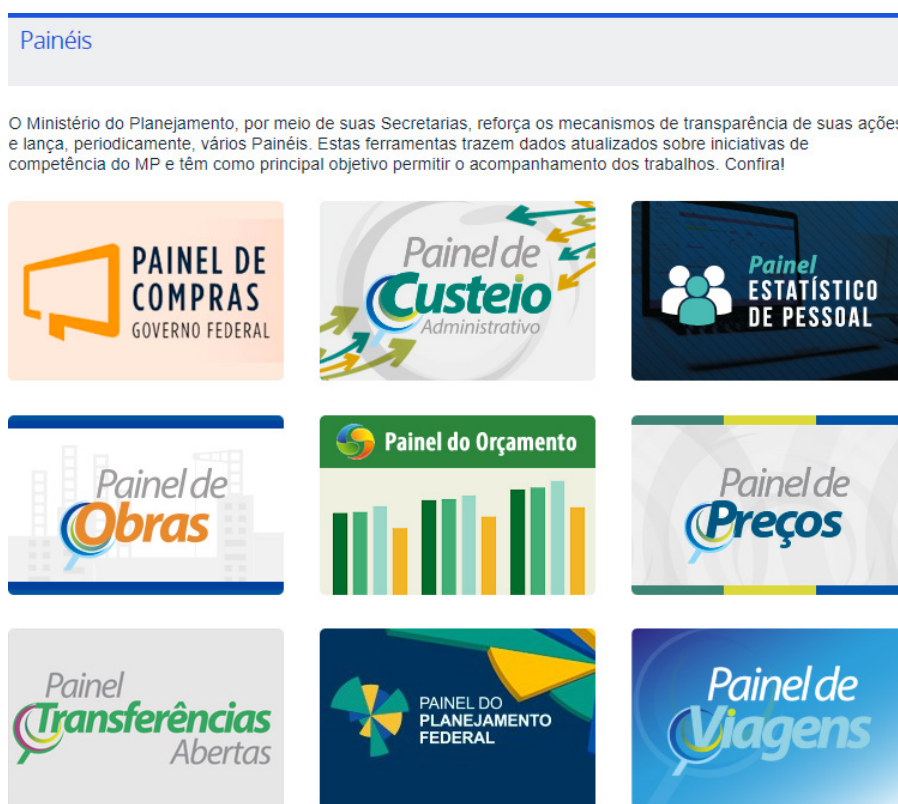 Painéis
O Ministério do Planejamento, por meio de suas Secretarias, reforça os mecanismos de transparência de suas ações
e lança, periodicamente, vários Painéis. Estas ferramentas trazem dados atualizados sobre iniciativas de
competência do MP e têm como principal objetivo permitir o acompanhamento dos trabalhos. Confira!
PAINEL DE
COMPRAS
GOVERNO FEDERAL
Painel de
Custeio
Administrativo
Painel
ESTATÍSTICO
DE PESSOAL
Painel de
Obras
Painel do Orçamento
Painel de
Preços
Painel
Transferências
Abertas
PAINEL DO
PLANEJAMENTO
FEDERAL
Painel de
Viagens